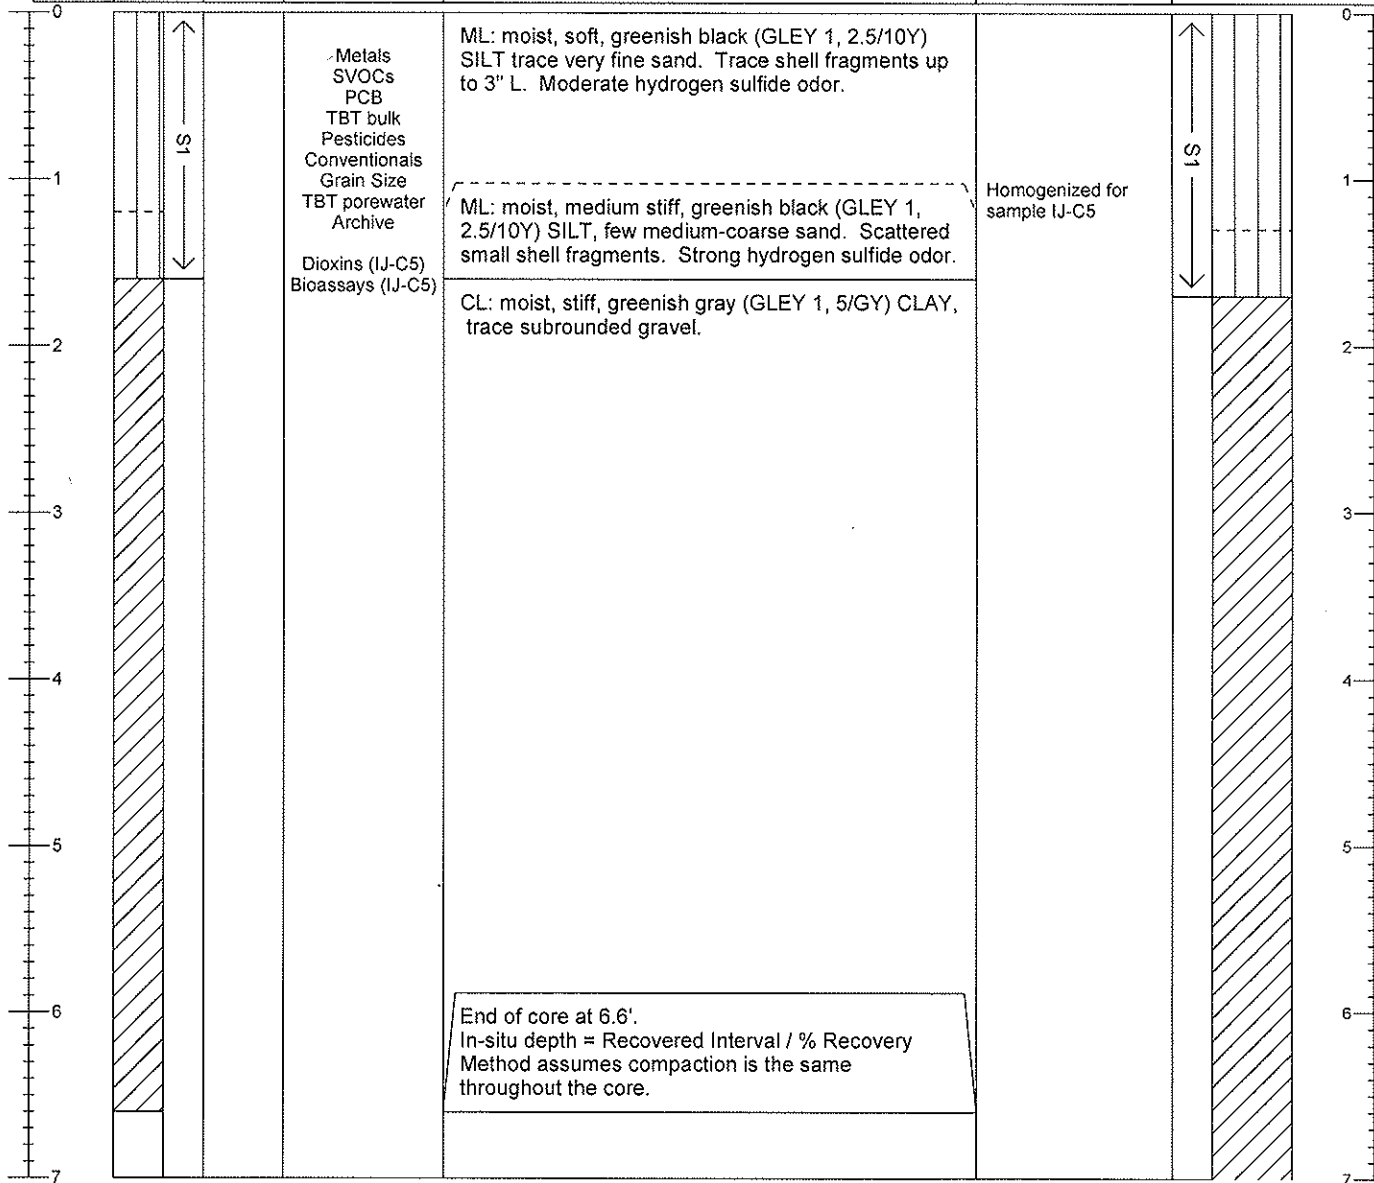 0
1
2
3
4
5
6
7
S1
Metals
SVOCs
PCB
TBT bulk
Pesticides
Conventionals
Grain Size
TBT porewater
Archive
Dioxins (IJ-C5)
Bioassays (IJ-C5)
ML: moist, soft, greenish black (GLEY 1, 2.5/10Y)
SILT trace very fine sand. Trace shell fragments up
to 3" L. Moderate hydrogen sulfide odor.
ML: moist, medium stiff, greenish black (GLEY 1,
2.5/10Y) SILT, few medium-coarse sand. Scattered
small shell fragments. Strong hydrogen sulfide odor.
CL: moist, stiff, greenish gray (GLEY 1, 5/GY) CLAY,
trace subrounded gravel.
End of core at 6.6'.
In-situ depth = Recovered Interval / % Recovery
Method assumes compaction is the same
throughout the core.
Homogenized for
sample IJ-C5
S1
0
1
2
3
4
5
6
7